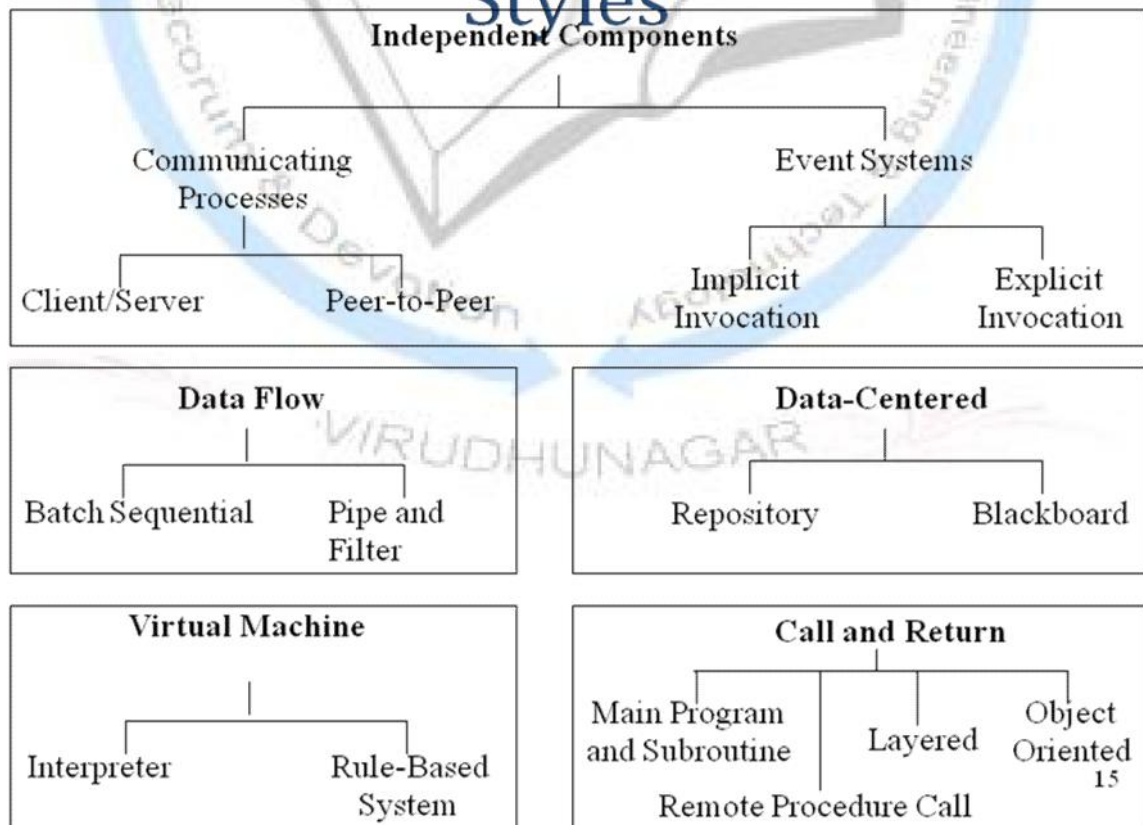 Styles
Independent Components
Communicating
Processes
Event Systems
Client/Server
Peer-to-Peer
Implicit
Invocation
Explicit
Invocation
Data Flow
Batch Sequential
Pipe and
Filter
Data-Centered
Repository
Blackboard
Virtual Machine
Interpreter
Rule-Based
System
Call and Return
Main Program
and Subroutine
Layered
Object
Oriented
Remote Procedure Call
15
& Devotion
Technology
VIRUDHUNAGAR